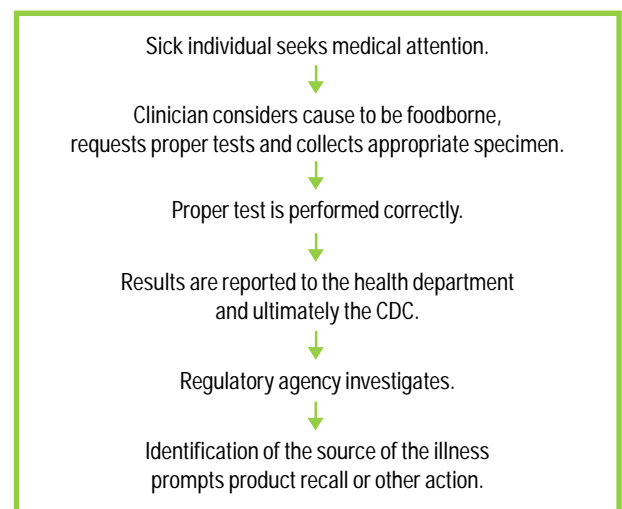 Sick individual seeks medical attention.
Clinician considers cause to be foodborne,
requests proper tests and collects appropriate specimen.
Proper test is performed correctly.
Results are reported to the health department
and ultimately the CDC.
Regulatory agency investigates.
Identification of the source of the illness
prompts product recall or other action.